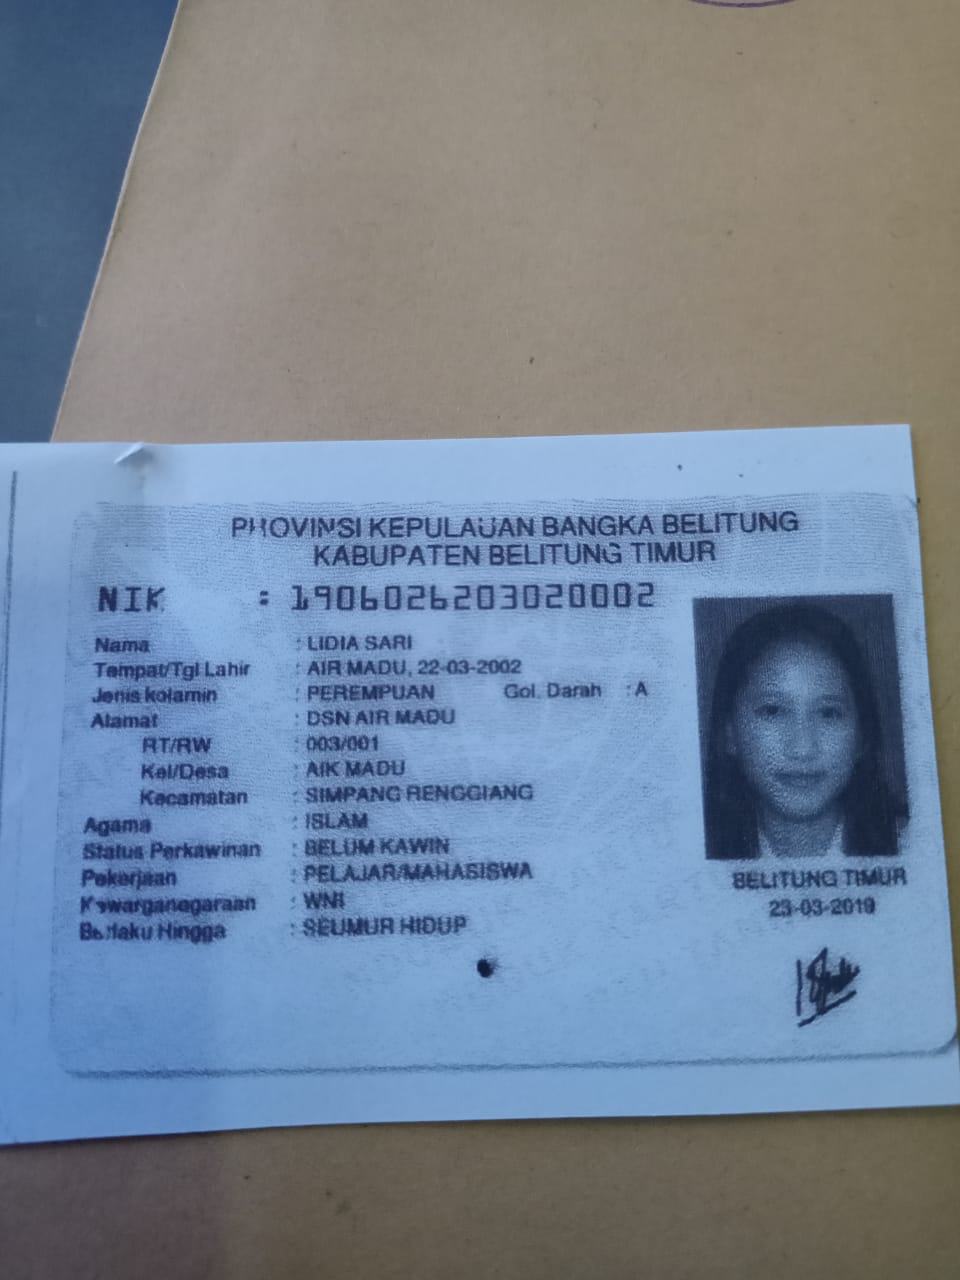 PROVINSI KEPULAUAN BANGKA BELITUNG
KABUPATEN BELITUNG TIMUR
NIK : 1906026203020002
Nama : LIDIA SARI
Tempat/Tgl Lahir : AIR MADU, 22-03-2002
Jenis kelamin : PEREMPUAN Gol. Darah : A
Alamat : DSN AIR MADU
RT/RW : 003/001
Kel/Desa : AIK MADU
Kecamatan : SIMPANG RENGGIANG
Agama : ISLAM
Status Perkawinan : BELUM KAWIN
Pekerjaan : PELAJAR/MAHASISWA
Kewarganegaraan : WNI
Berlaku Hingga : SEUMUR HIDUP
BELITUNG TIMUR
23-03-2019